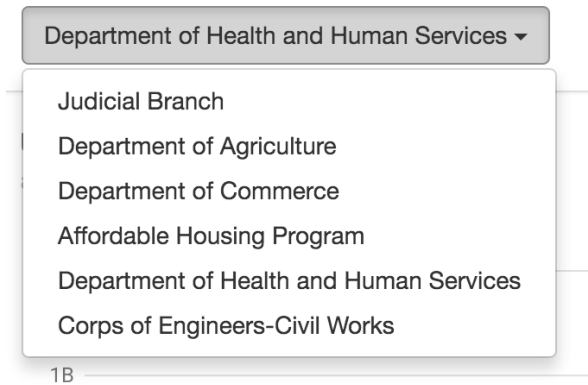 Department of Health and Human Services
Judicial Branch
Department of Agriculture
Department of Commerce
Affordable Housing Program
Department of Health and Human Services
Corps of Engineers-Civil Works
1B